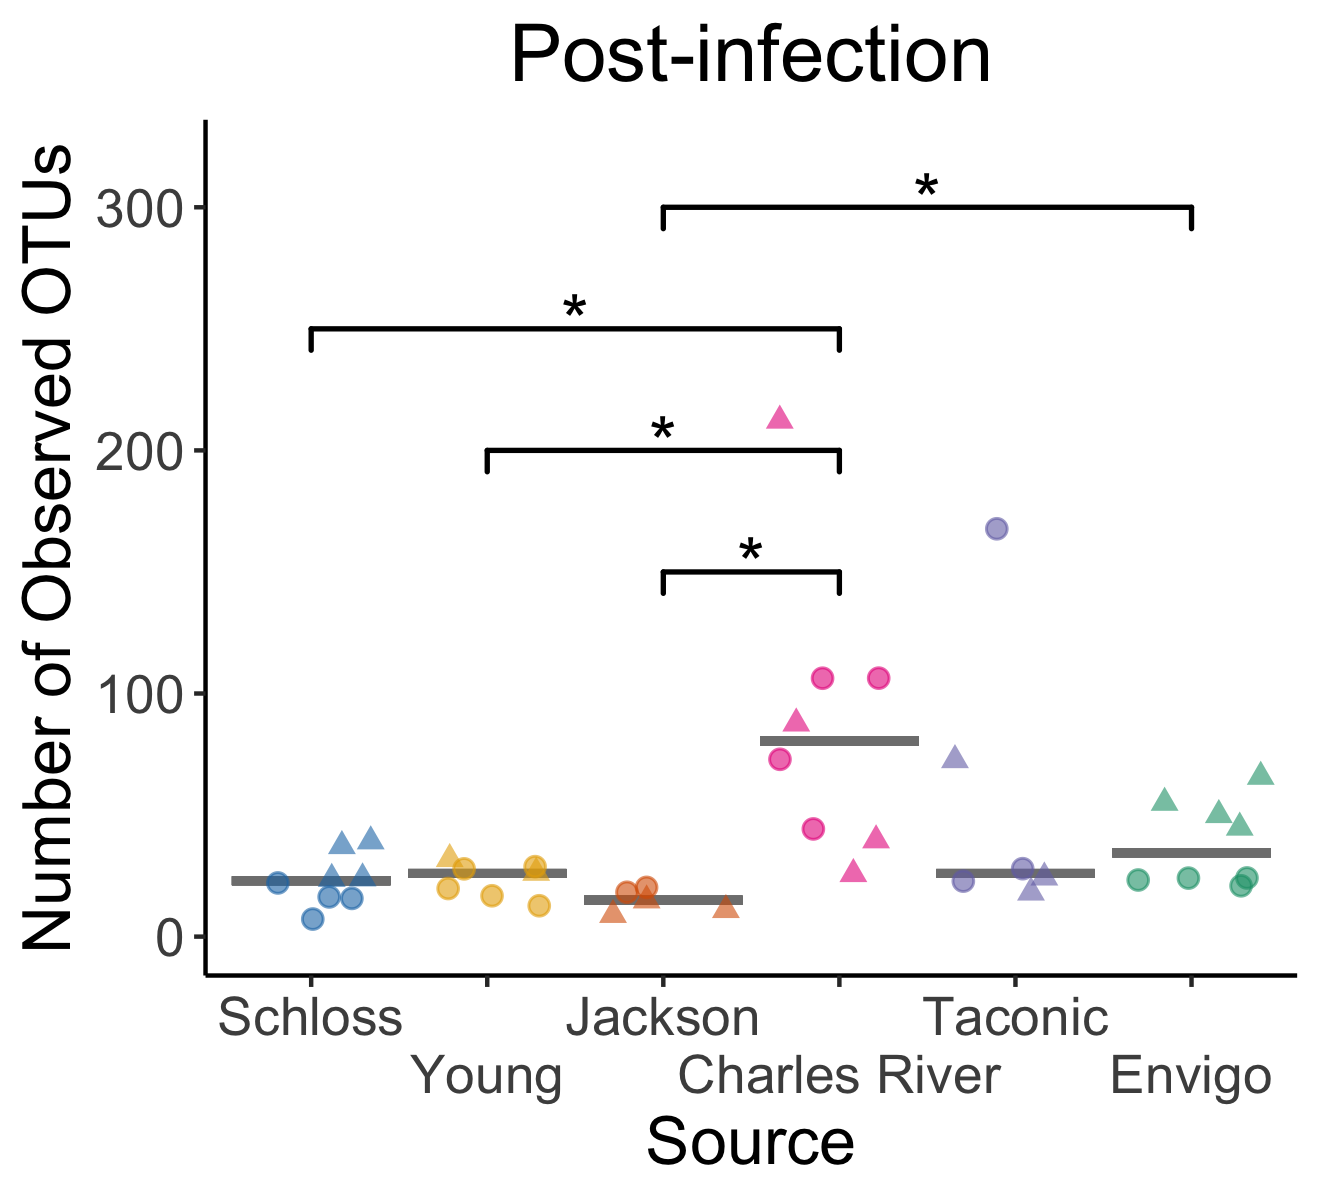 Post-infection
Number of Observed OTUs
300
200
100
0
*
*
*
*
Schloss
Young
Jackson
Charles River
Taconic
Envigo
Source